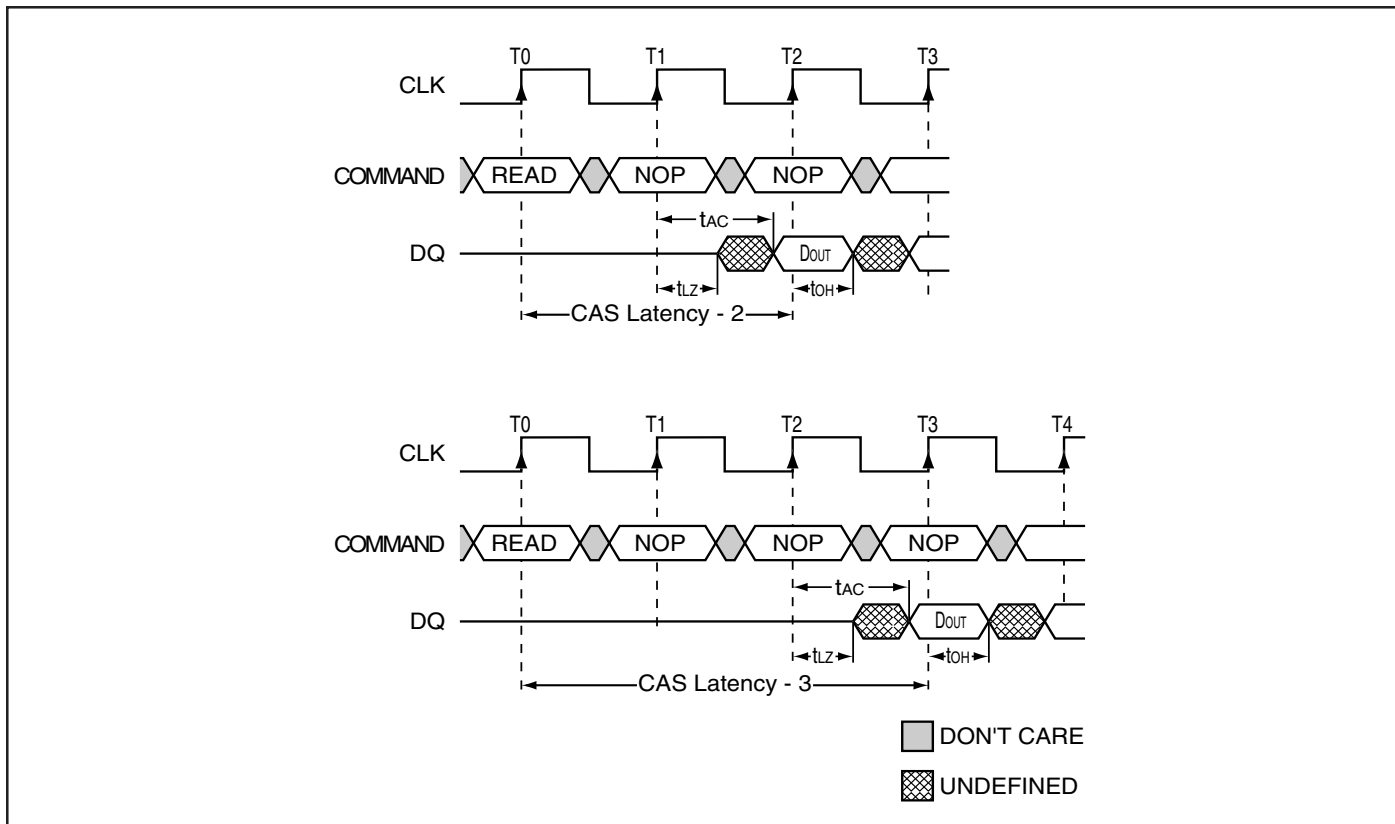 T0 T1 T2 T3
CLK
COMMAND READ NOP NOP
tAC
DQ DOUT
tLZ tOH
CAS Latency - 2
T0 T1 T2 T3 T4
CLK
COMMAND READ NOP NOP NOP
tAC
DQ DOUT
tLZ tOH
CAS Latency - 3
DON'T CARE
UNDEFINED